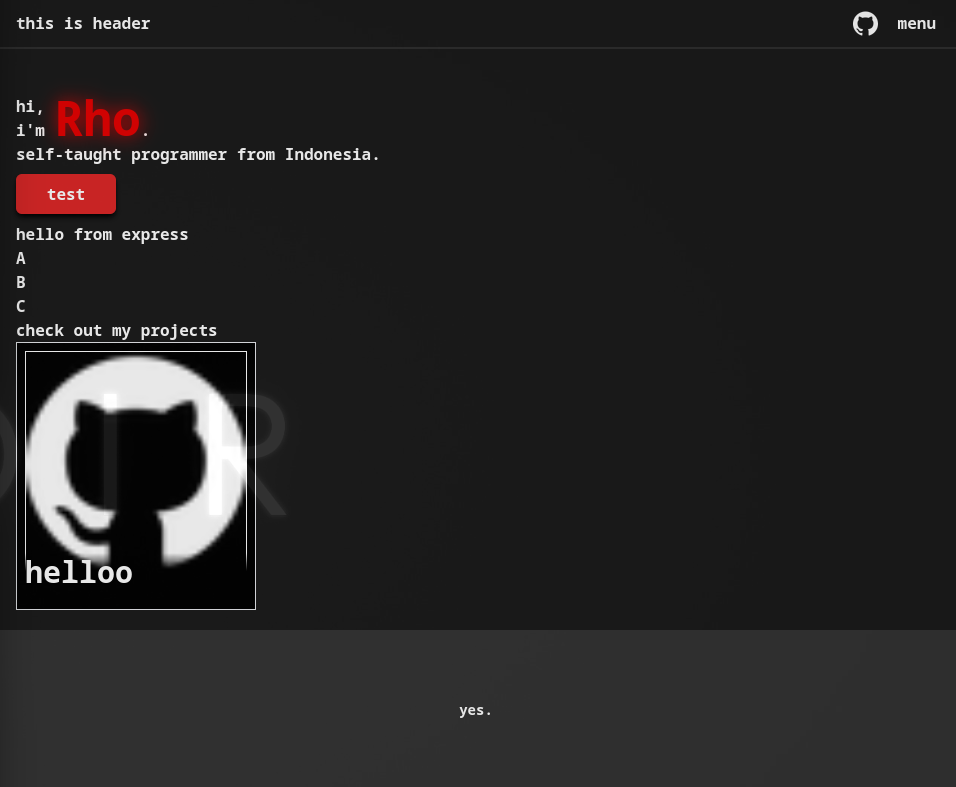 this is header
menu
hi,
i'm Rho.
self-taught programmer from Indonesia.
test
hello from express
A
B
C
check out my projects
I R
helloo
yes.